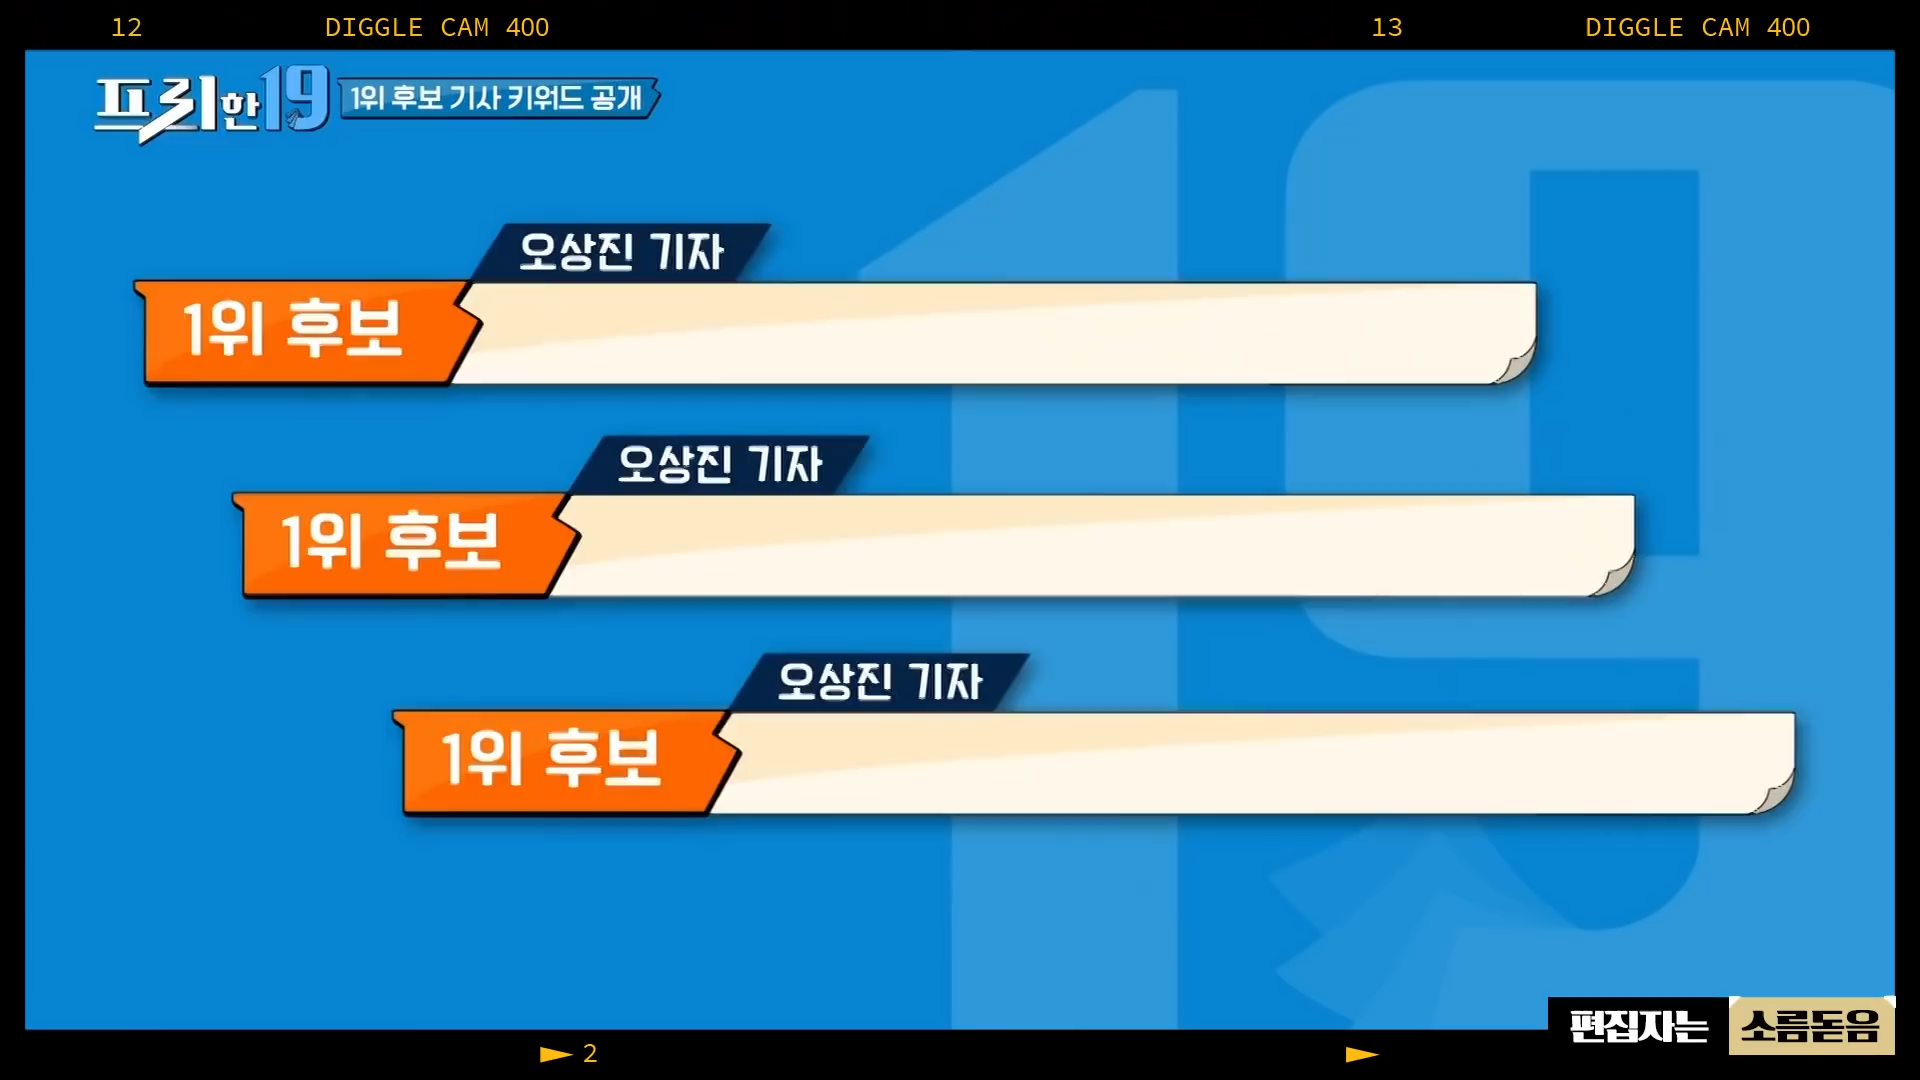 12 DIGGLE CAM 400 13 DIGGLE CAM 400
프리한19 1위 후보 기사 키워드 공개
오상진 기자
1위 후보
오상진 기자
1위 후보
오상진 기자
1위 후보
편집자는 소름돋음
2